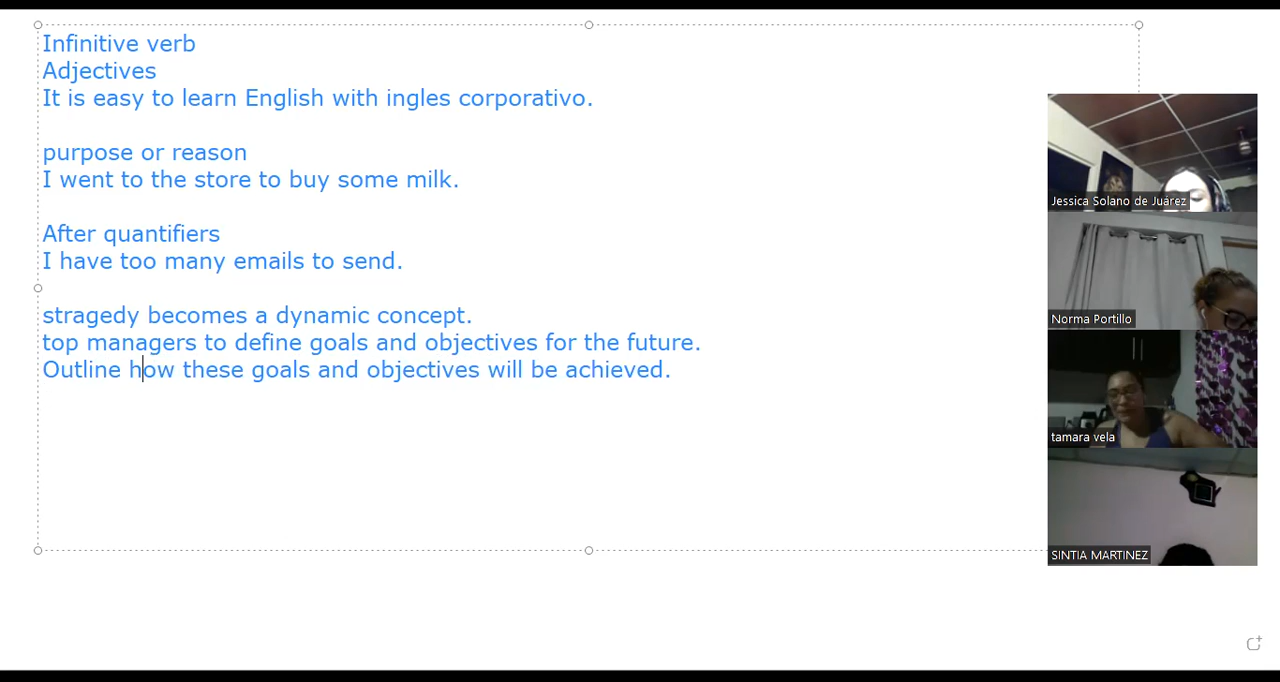 Infinitive verb
Adjectives
It is easy to learn English with ingles corporativo.
purpose or reason
I went to the store to buy some milk.
After quantifiers
I have too many emails to send.
stragedy becomes a dynamic concept.
top managers to define goals and objectives for the future.
Outline how these goals and objectives will be achieved.
Jessica Solano de Juárez
Norma Portillo
tamara vela
SINTIA MARTINEZ